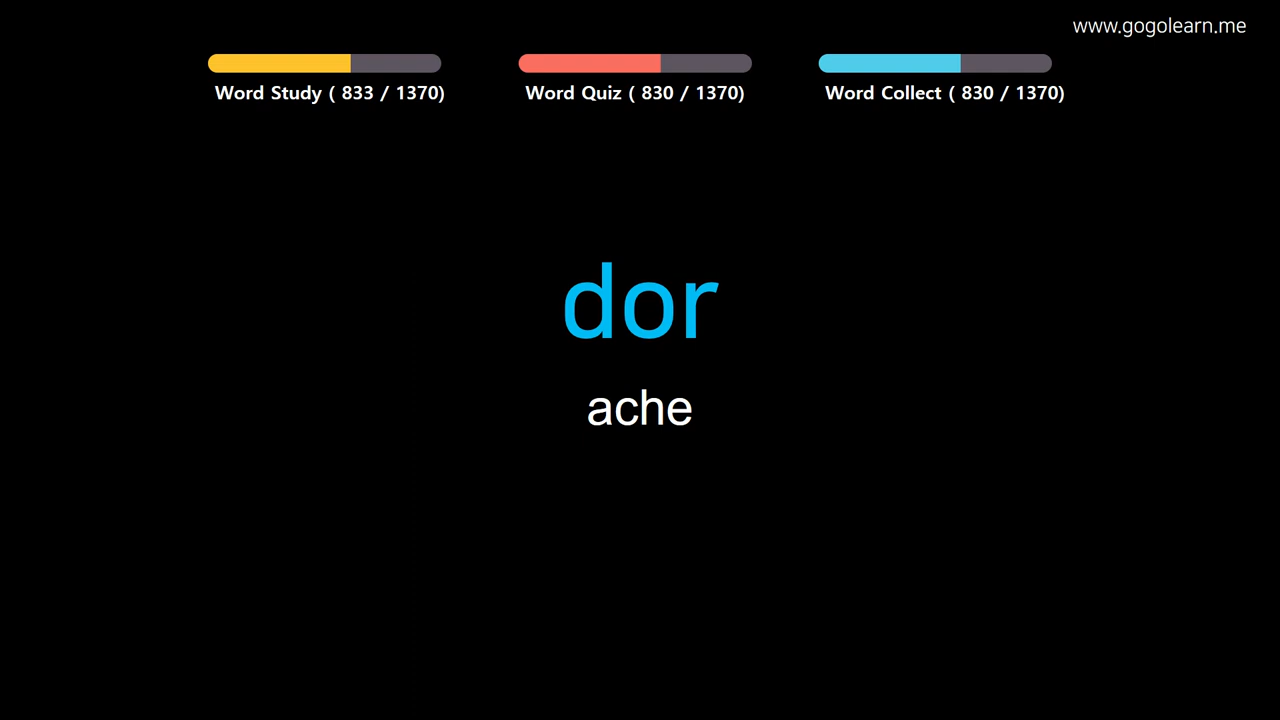 www.gogolearn.me
Word Study ( 833 / 1370)
Word Quiz ( 830 / 1370)
Word Collect ( 830 / 1370)
dor
ache